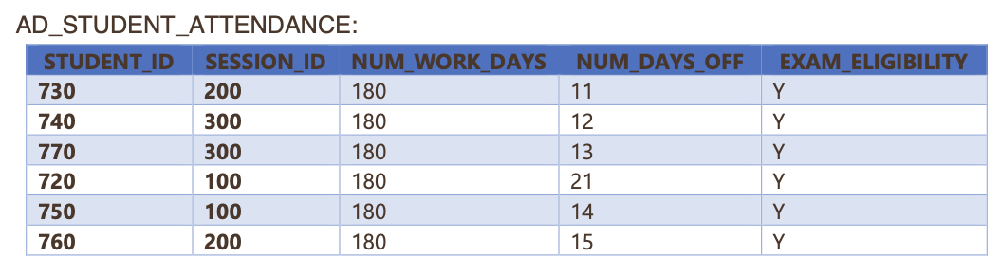 AD_STUDENT_ATTENDANCE:
STUDENT_ID SESSION_ID NUM_WORK_DAYS NUM_DAYS_OFF EXAM_ELIGIBILITY
730 200 180 11 Y
740 300 180 12 Y
770 300 180 13 Y
720 100 180 21 Y
750 100 180 14 Y
760 200 180 15 Y